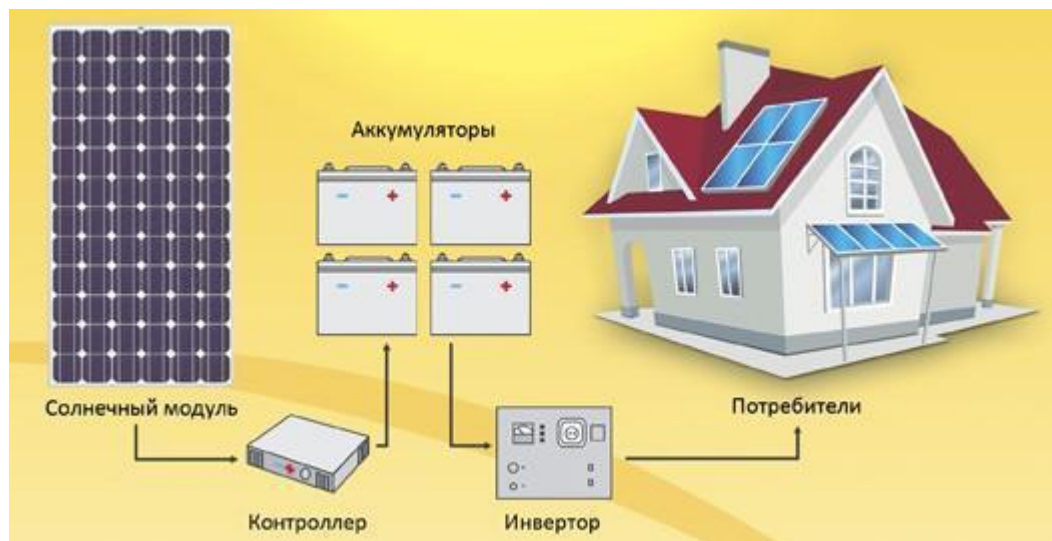 Аккумуляторы
Солнечный модуль
Потребители
Контроллер
Инвертор